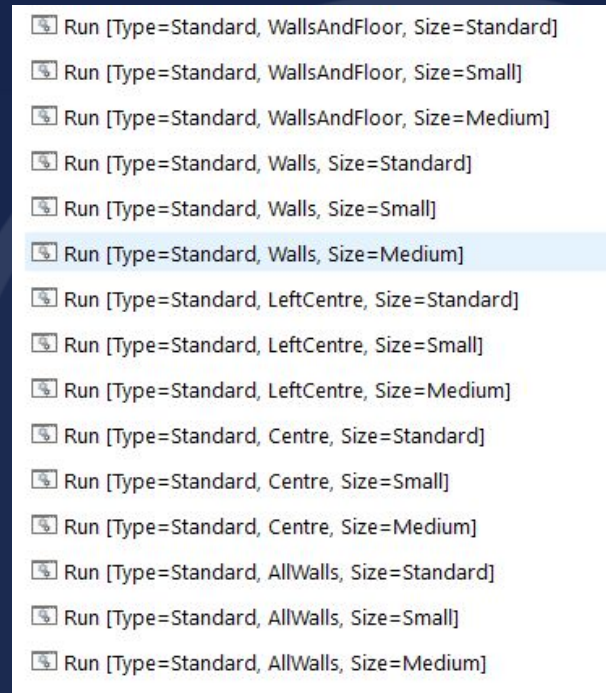 Run [Type=Standard, WallsAndFloor, Size=Standard]
Run [Type=Standard, WallsAndFloor, Size=Small]
Run [Type=Standard, WallsAndFloor, Size=Medium]
Run [Type=Standard, Walls, Size=Standard]
Run [Type=Standard, Walls, Size=Small]
Run [Type=Standard, Walls, Size=Medium]
Run [Type=Standard, LeftCentre, Size=Standard]
Run [Type=Standard, LeftCentre, Size=Small]
Run [Type=Standard, LeftCentre, Size=Medium]
Run [Type=Standard, Centre, Size=Standard]
Run [Type=Standard, Centre, Size=Small]
Run [Type=Standard, Centre, Size=Medium]
Run [Type=Standard, AllWalls, Size=Standard]
Run [Type=Standard, AllWalls, Size=Small]
Run [Type=Standard, AllWalls, Size=Medium]